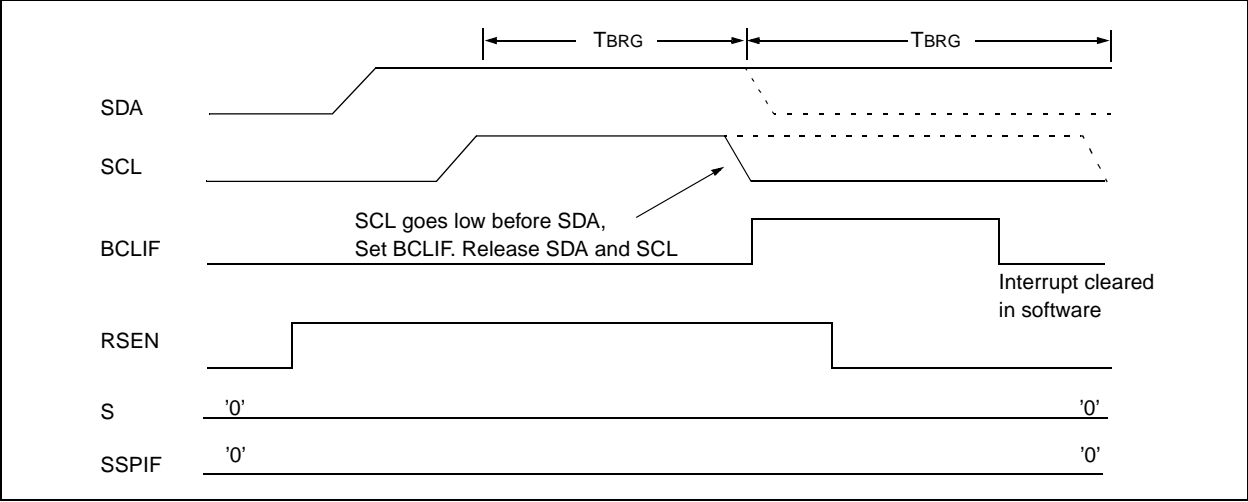 TBRG TBRG
SDA
SCL
SCL goes low before SDA,
Set BCLIF. Release SDA and SCL
BCLIF
Interrupt cleared
in software
RSEN
S '0' '0'
SSPIF '0' '0'